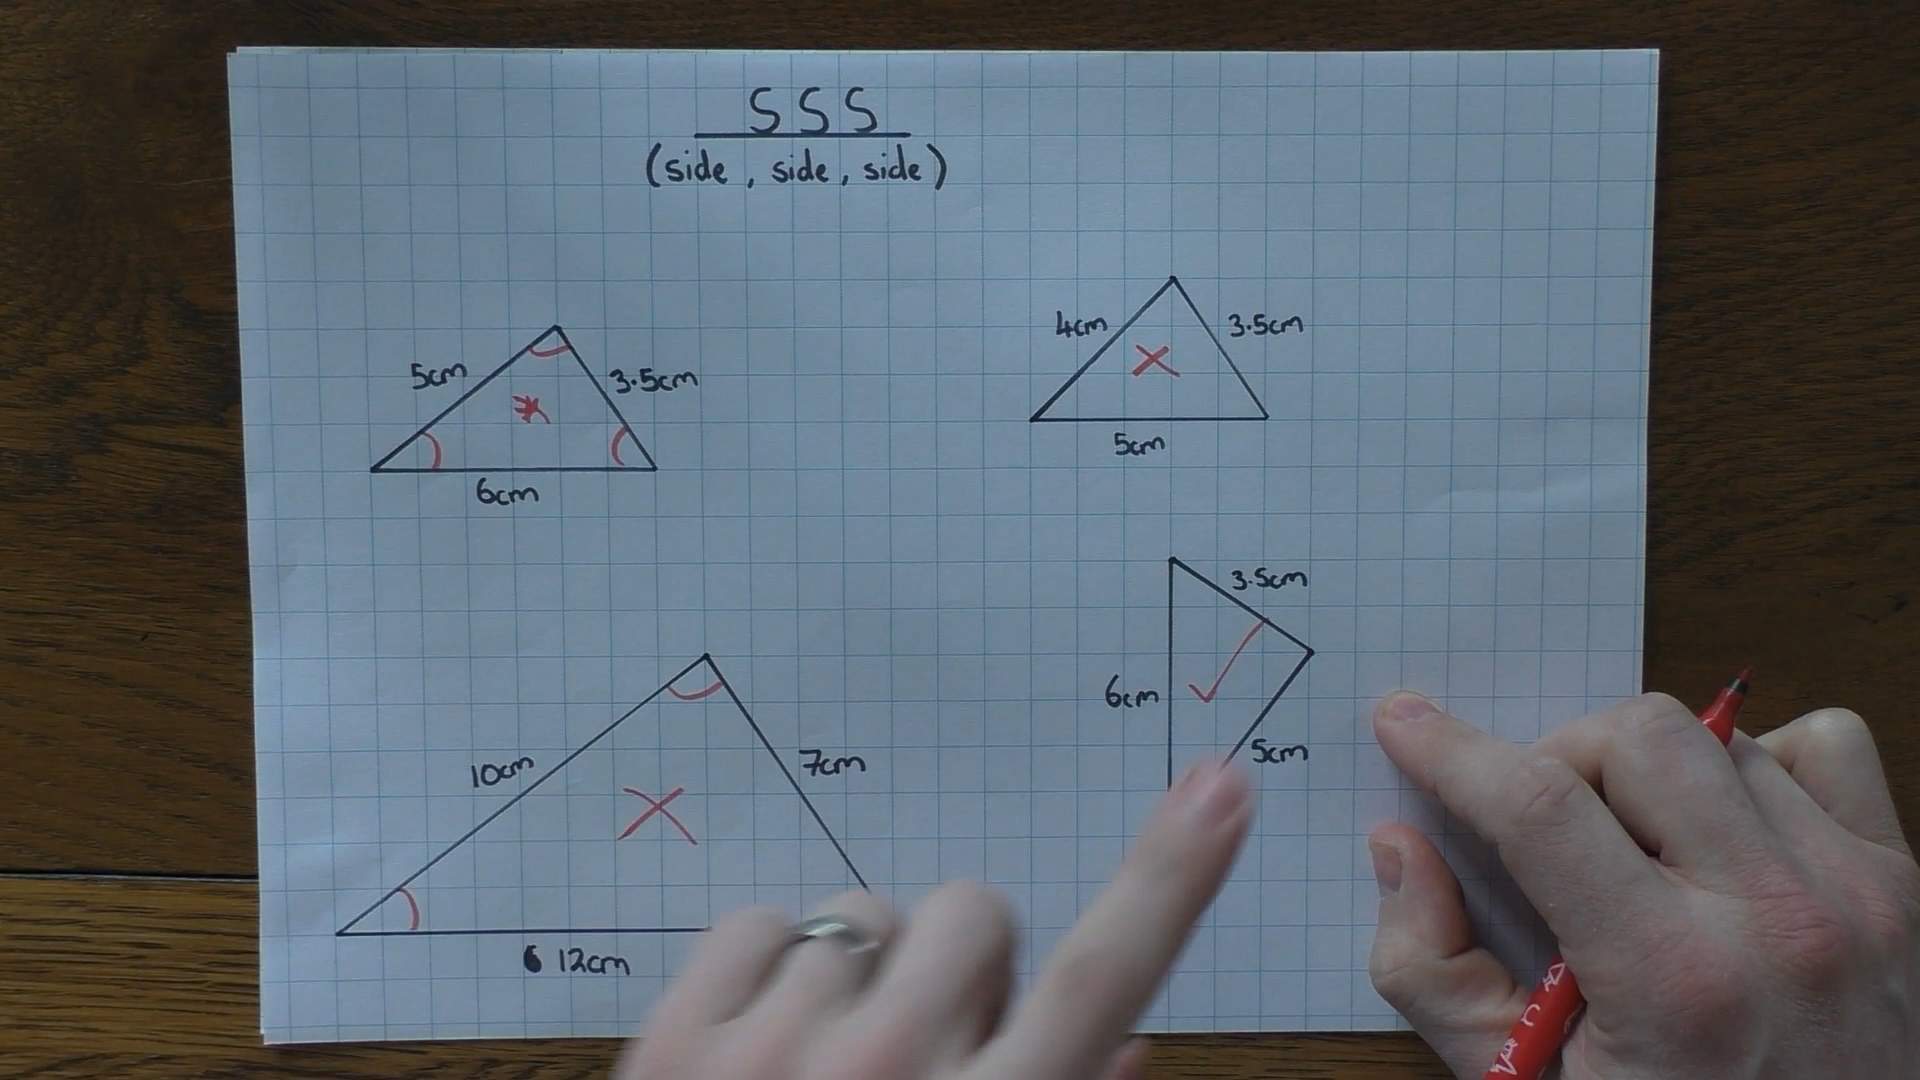 SSS
(side, side, side)
5cm
3.5cm
6cm
4cm
3.5cm
5cm
3.5cm
6cm
5cm
10cm
7cm
12cm